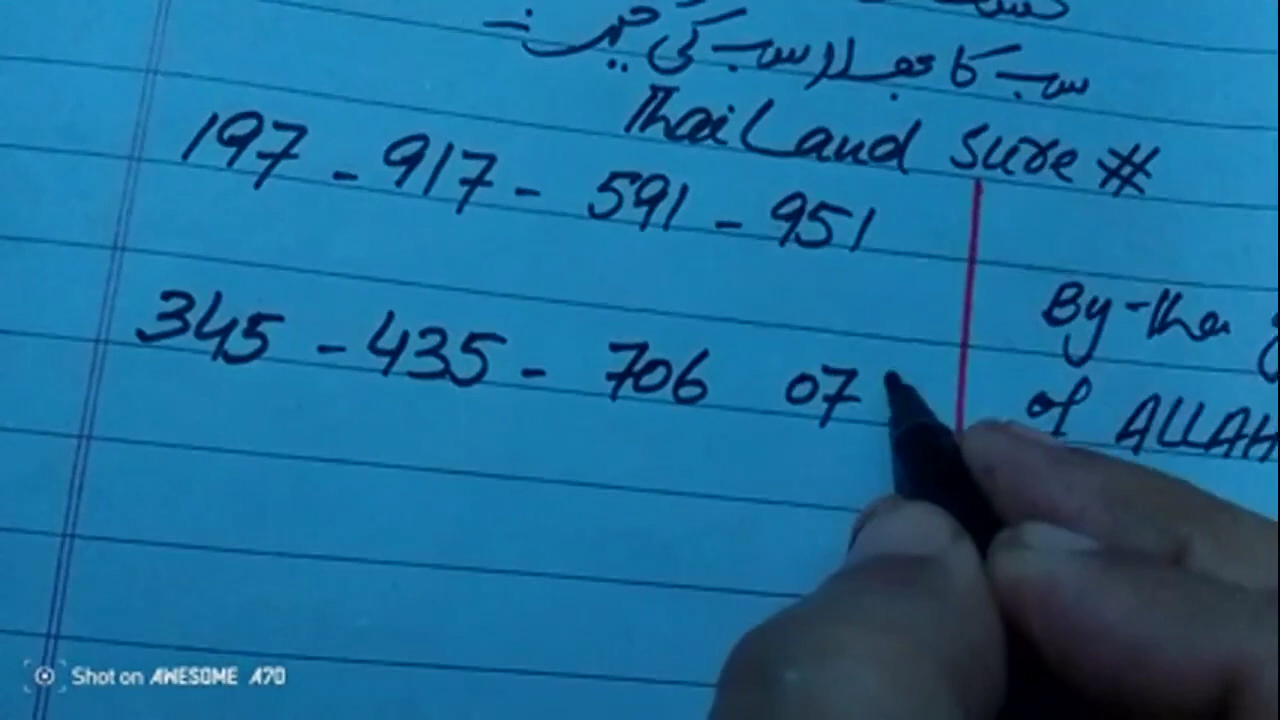 سب کا بھلا سب کی خیر :-
Thailand Sure #
197 - 917 - 591 - 951
By-the
345 - 435 - 706 07
of ALLAH
Shot on AWESOME A70